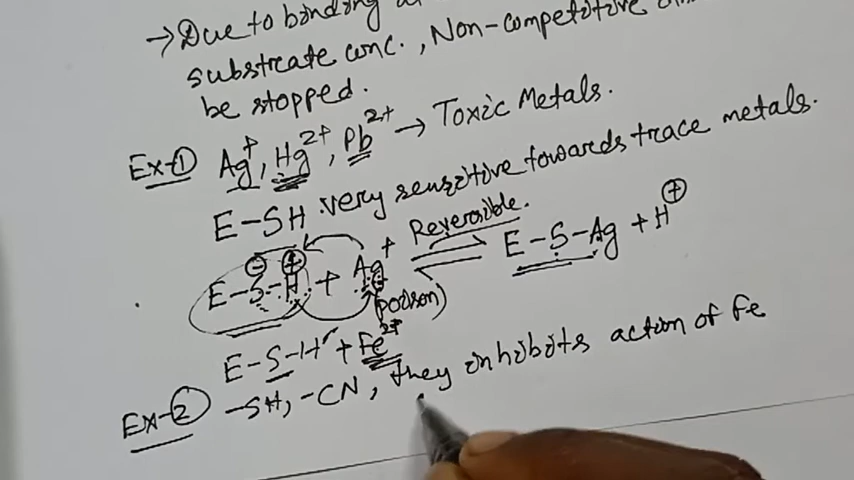 → Due to binding
substrate conc., Non-competitive
be stopped.
Ex-① Ag⁺, Hg²⁺, Pb²⁺ → Toxic Metals.
E-SH very sensitive towards trace metals.
E-S⊖-H⊕ + Ag⁺ ⇌ Reversible. E-S-Ag + H⊕
(poison)
E-S-H + Fe²⁺
Ex-② -SH, -CN, they inhibits action of Fe